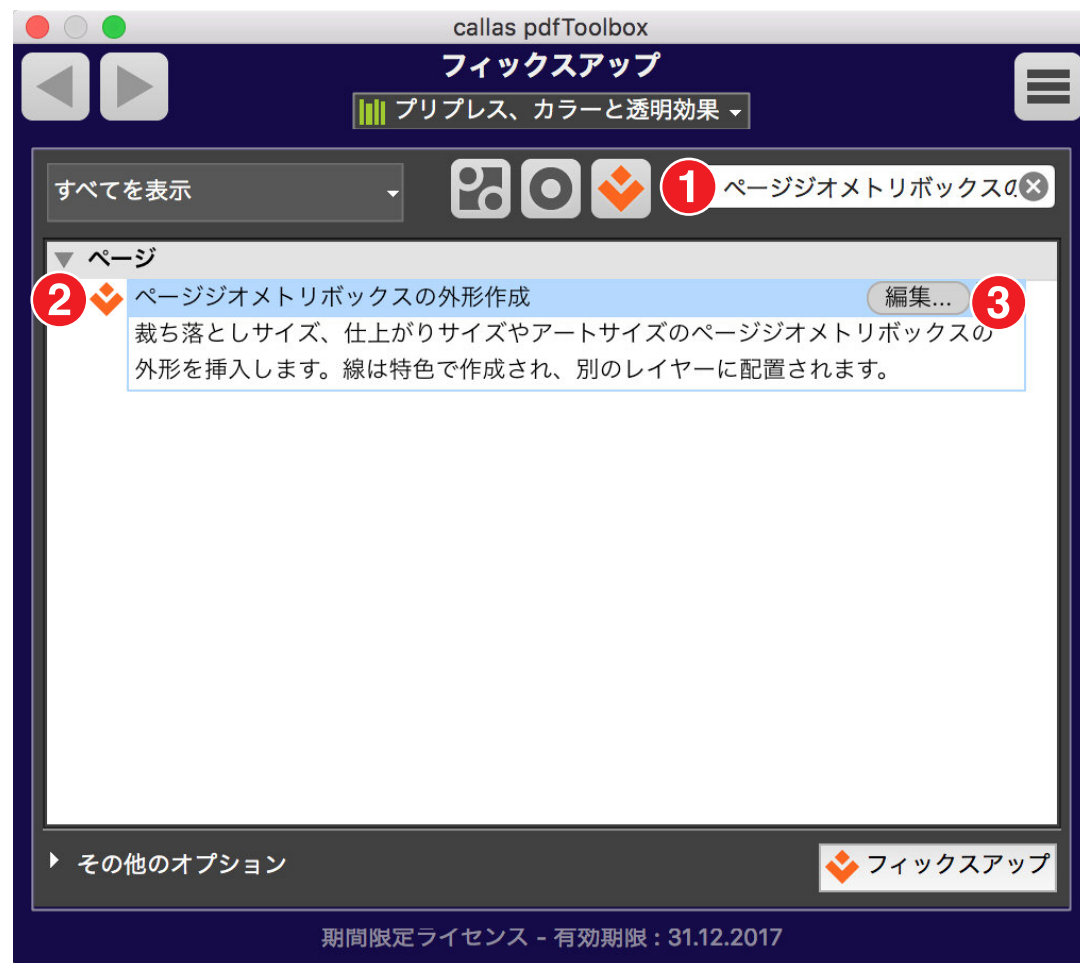 callas pdfToolbox
フィックスアップ
プリプレス、カラーと透明効果
すべてを表示
1
ページジオメトリボックスの
ページ
2
ページジオメトリボックスの外形作成
編集...
3
裁ち落としサイズ、仕上がりサイズやアートサイズのページジオメトリボックスの
外形を挿入します。線は特色で作成され、別のレイヤーに配置されます。
その他のオプション
フィックスアップ
期間限定ライセンス - 有効期限 : 31.12.2017